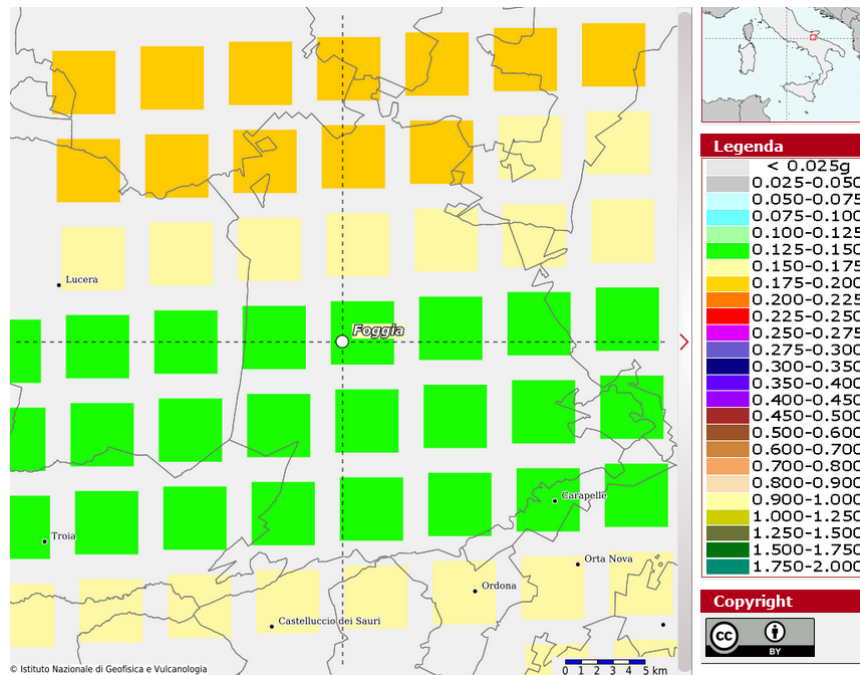 Lucera
Foggia
Carapelle
Troia
Orta Nova
Ordona
Castelluccio dei Sauri
© Istituto Nazionale di Geofisica e Vulcanologia
0 1 2 3 4 5 km
Legenda
< 0.025g
0.025-0.050
0.050-0.075
0.075-0.100
0.100-0.125
0.125-0.150
0.150-0.175
0.175-0.200
0.200-0.225
0.225-0.250
0.250-0.275
0.275-0.300
0.300-0.350
0.350-0.400
0.400-0.450
0.450-0.500
0.500-0.600
0.600-0.700
0.700-0.800
0.800-0.900
0.900-1.000
1.000-1.250
1.250-1.500
1.500-1.750
1.750-2.000
Copyright
cc
BY